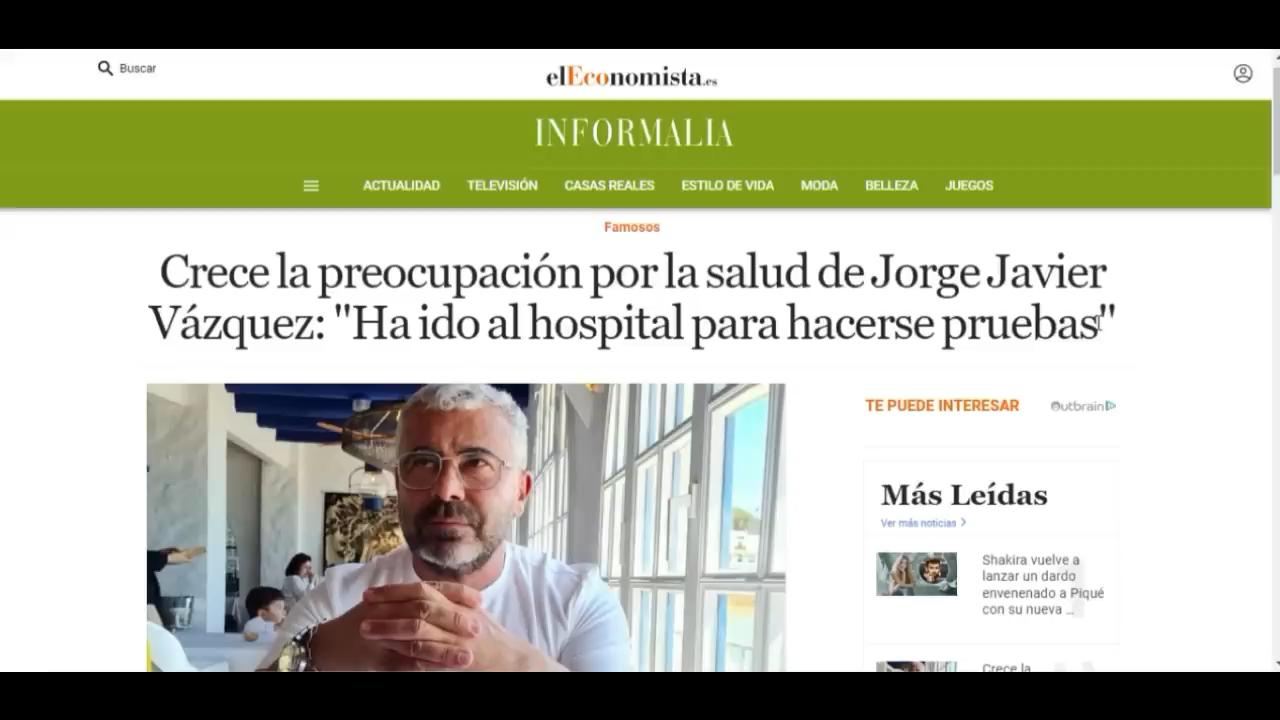 Buscar
elEconomista.es
INFORMALIA
ACTUALIDAD TELEVISIÓN CASAS REALES ESTILO DE VIDA MODA BELLEZA JUEGOS
Famosos
Crece la preocupación por la salud de Jorge Javier
Vázquez: "Ha ido al hospital para hacerse pruebas"
TE PUEDE INTERESAR
Outbrain
Más Leídas
Ver más noticias
Shakira vuelve a
lanzar un dardo
envenenado a Piqué
con su nueva ...
Crece la